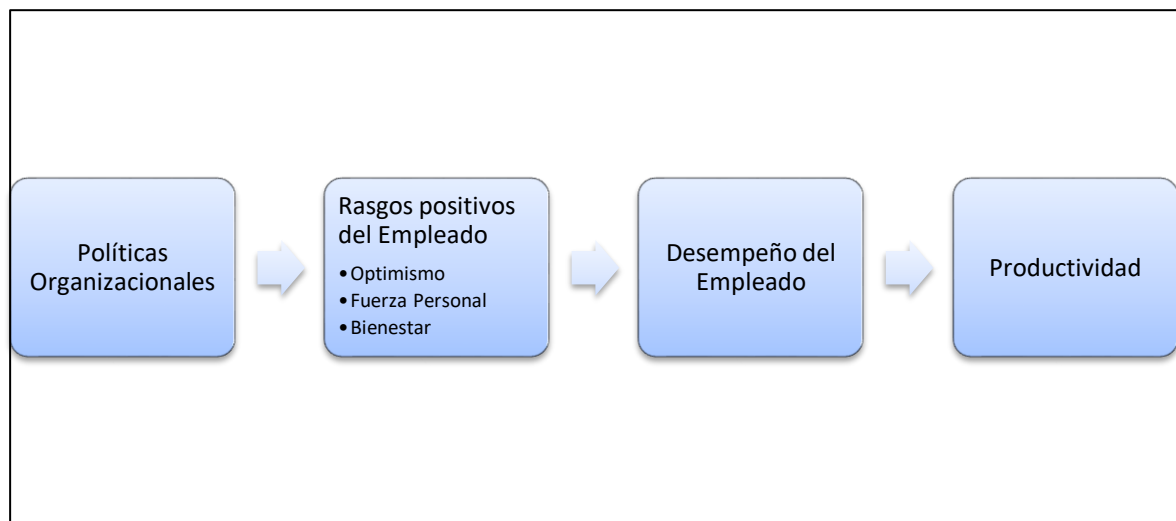 Políticas
Organizacionales
Rasgos positivos
del Empleado
•Optimismo
•Fuerza Personal
•Bienestar
Desempeño del
Empleado
Productividad